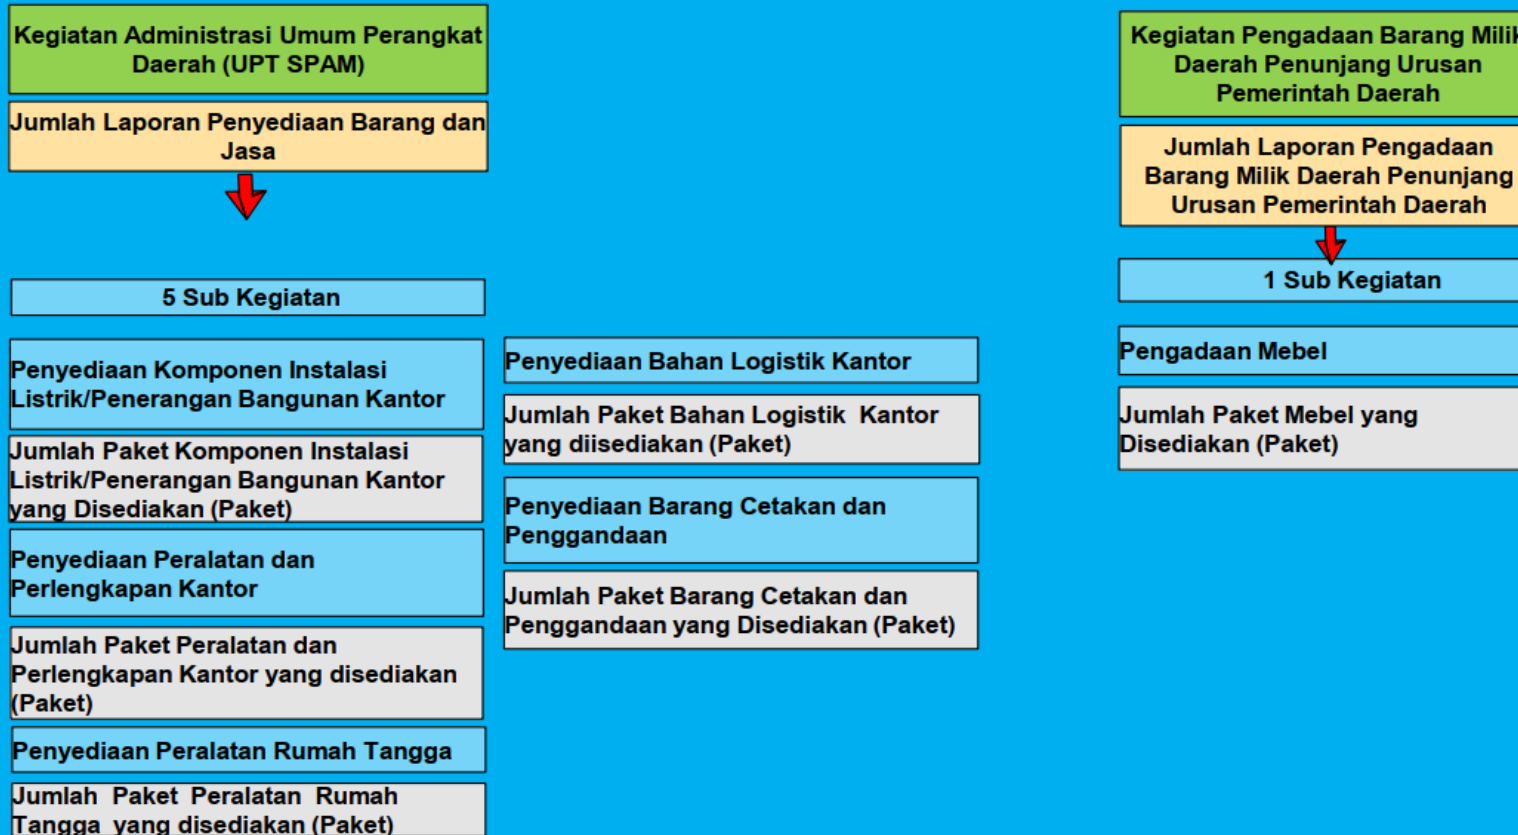 Kegiatan Administrasi Umum Perangkat
Daerah (UPT SPAM)
Jumlah Laporan Penyediaan Barang dan
Jasa
5 Sub Kegiatan
Penyediaan Komponen Instalasi
Listrik/Penerangan Bangunan Kantor
Jumlah Paket Komponen Instalasi
Listrik/Penerangan Bangunan Kantor
yang Disediakan (Paket)
Penyediaan Peralatan dan
Perlengkapan Kantor
Jumlah Paket Peralatan dan
Perlengkapan Kantor yang disediakan
(Paket)
Penyediaan Peralatan Rumah Tangga
Jumlah Paket Peralatan Rumah
Tangga yang disediakan (Paket)
Penyediaan Bahan Logistik Kantor
Jumlah Paket Bahan Logistik Kantor
yang diisediakan (Paket)
Penyediaan Barang Cetakan dan
Penggandaan
Jumlah Paket Barang Cetakan dan
Penggandaan yang Disediakan (Paket)
Kegiatan Pengadaan Barang Milik
Daerah Penunjang Urusan
Pemerintah Daerah
Jumlah Laporan Pengadaan
Barang Milik Daerah Penunjang
Urusan Pemerintah Daerah
1 Sub Kegiatan
Pengadaan Mebel
Jumlah Paket Mebel yang
Disediakan (Paket)